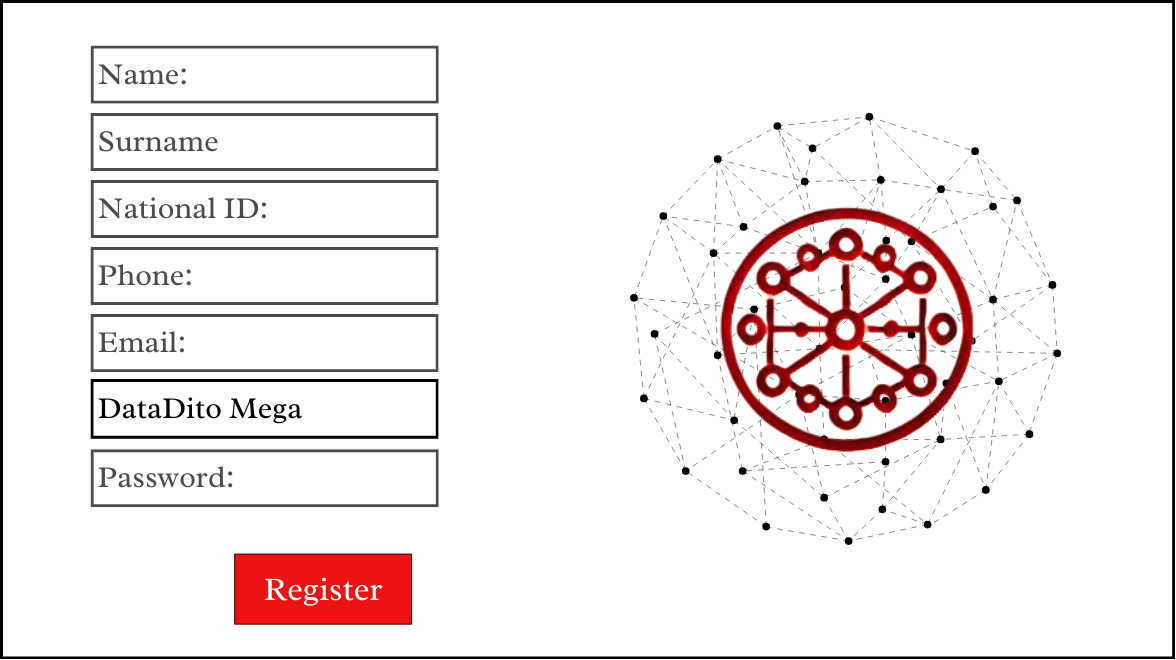 Name:
Surname
National ID:
Phone:
Email:
DataDito Mega
Password:
Register